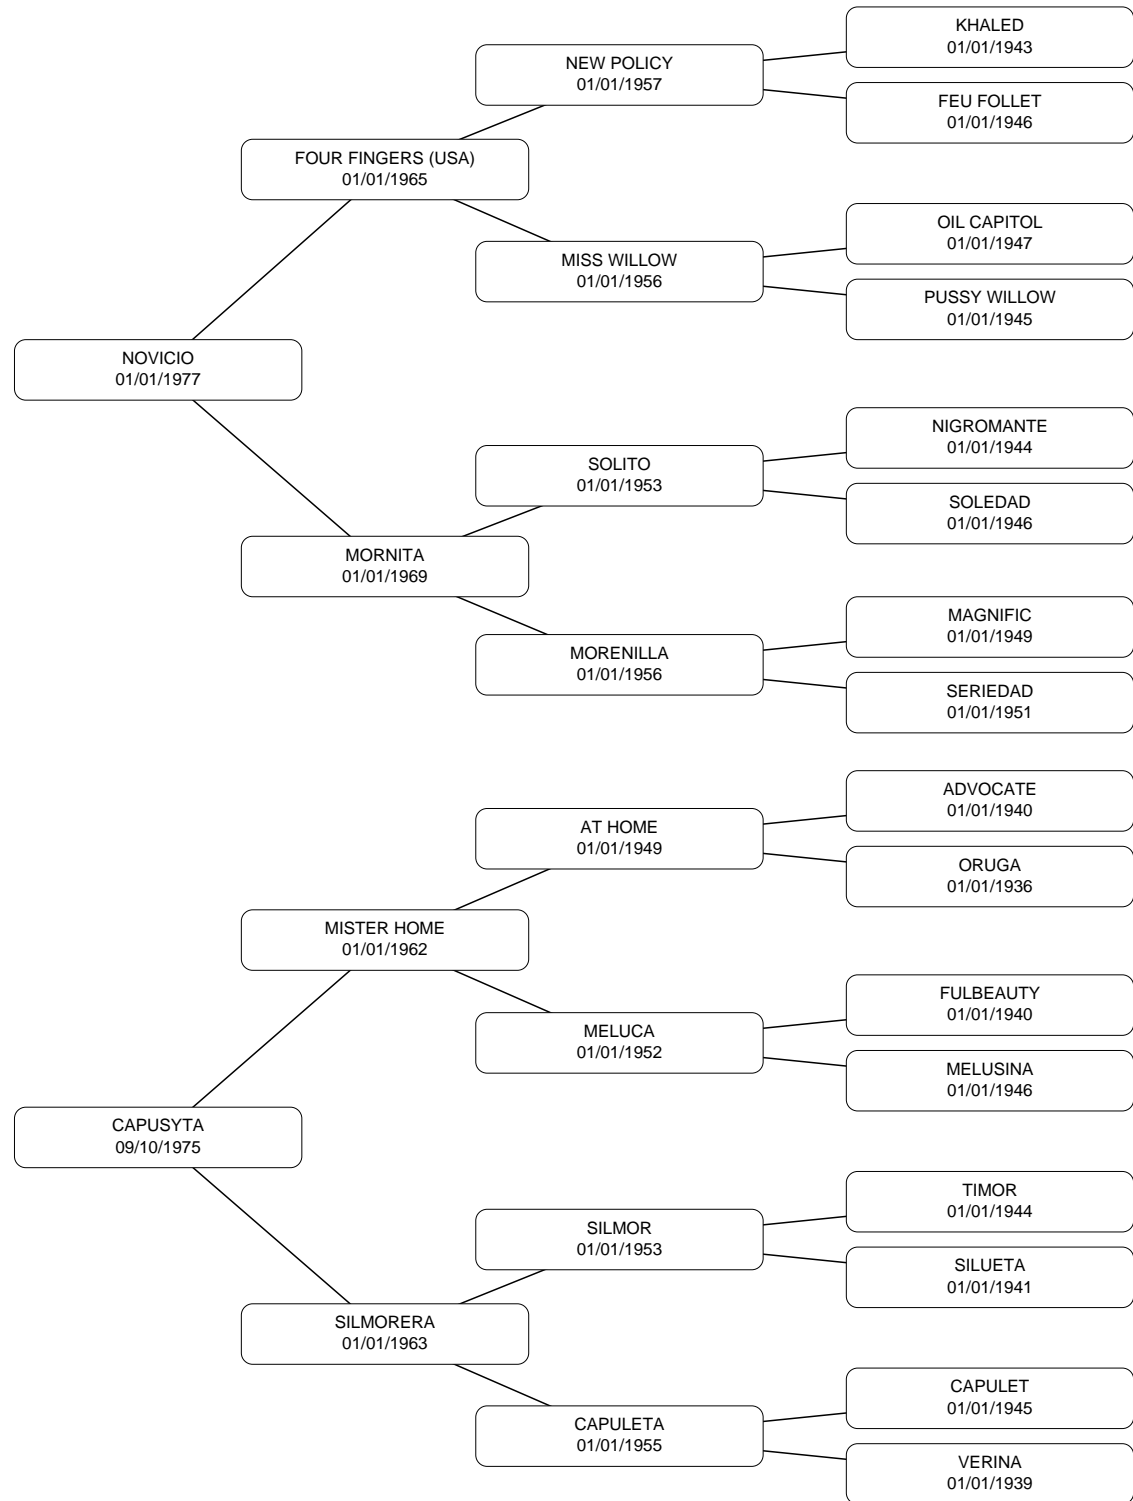 KHALED
01/01/1943
NEW POLICY
01/01/1957
FEU FOLLET
01/01/1946
FOUR FINGERS (USA)
01/01/1965
OIL CAPITOL
01/01/1947
MISS WILLOW
01/01/1956
PUSSY WILLOW
01/01/1945
NOVICIO
01/01/1977
NIGROMANTE
01/01/1944
SOLITO
01/01/1953
SOLEDAD
01/01/1946
MORNITA
01/01/1969
MAGNIFIC
01/01/1949
MORENILLA
01/01/1956
SERIEDAD
01/01/1951
ADVOCATE
01/01/1940
AT HOME
01/01/1949
ORUGA
01/01/1936
MISTER HOME
01/01/1962
FULBEAUTY
01/01/1940
MELUCA
01/01/1952
MELUSINA
01/01/1946
CAPUSYTA
09/10/1975
TIMOR
01/01/1944
SILMOR
01/01/1953
SILUETA
01/01/1941
SILMORERA
01/01/1963
CAPULET
01/01/1945
CAPULETA
01/01/1955
VERINA
01/01/1939